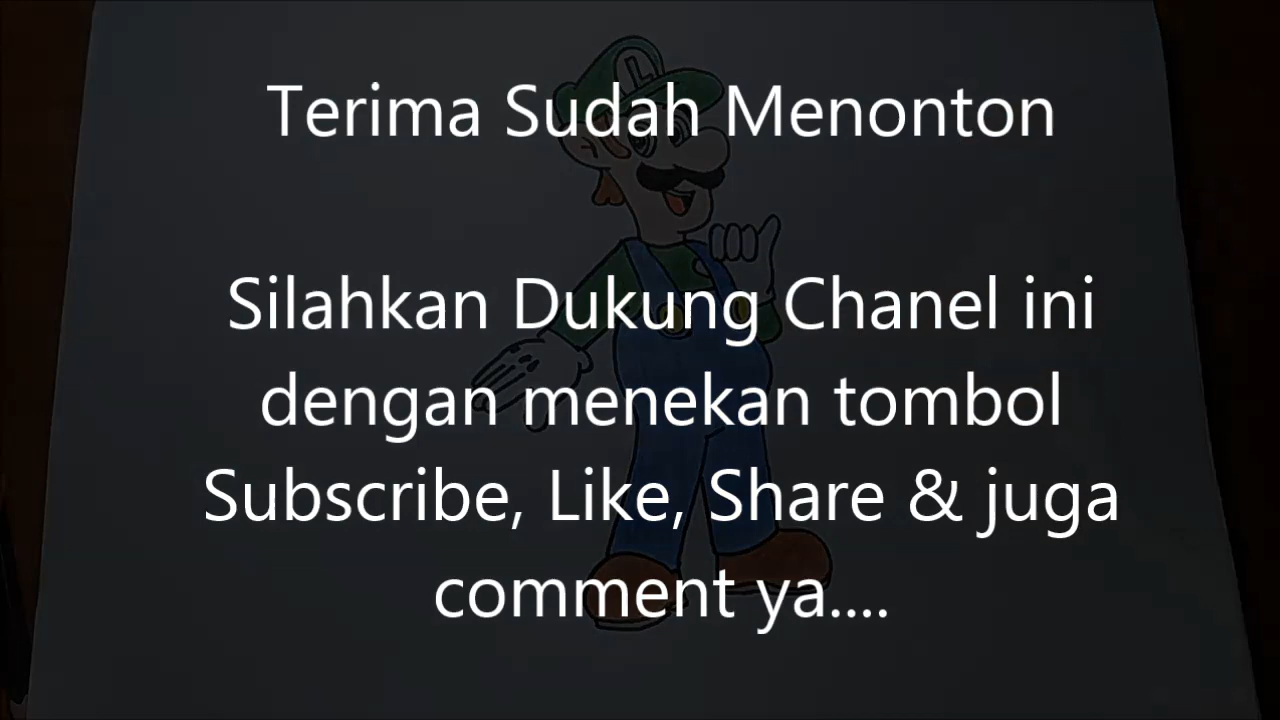 L
Terima Sudah Menonton
Silahkan Dukung Chanel ini
dengan menekan tombol
Subscribe, Like, Share & juga
comment ya....